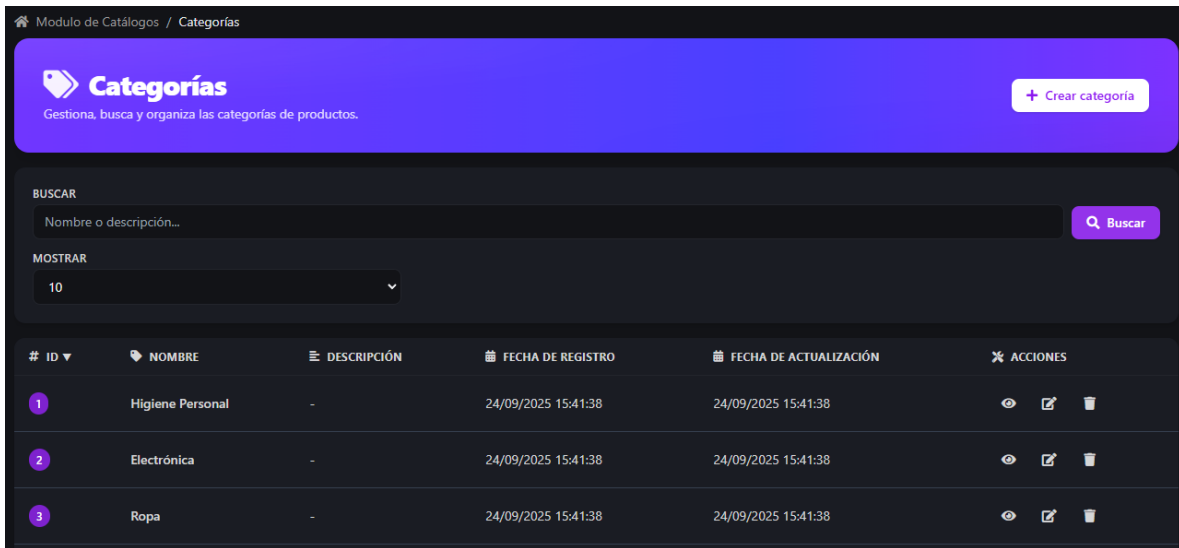 Modulo de Catálogos / Categorías
Categorías
+ Crear categoría
Gestiona, busca y organiza las categorías de productos.
BUSCAR
Nombre o descripción...
Buscar
MOSTRAR
10
# ID ▼ NOMBRE DESCRIPCIÓN FECHA DE REGISTRO FECHA DE ACTUALIZACIÓN ACCIONES
1 Higiene Personal - 24/09/2025 15:41:38 24/09/2025 15:41:38
2 Electrónica - 24/09/2025 15:41:38 24/09/2025 15:41:38
3 Ropa - 24/09/2025 15:41:38 24/09/2025 15:41:38